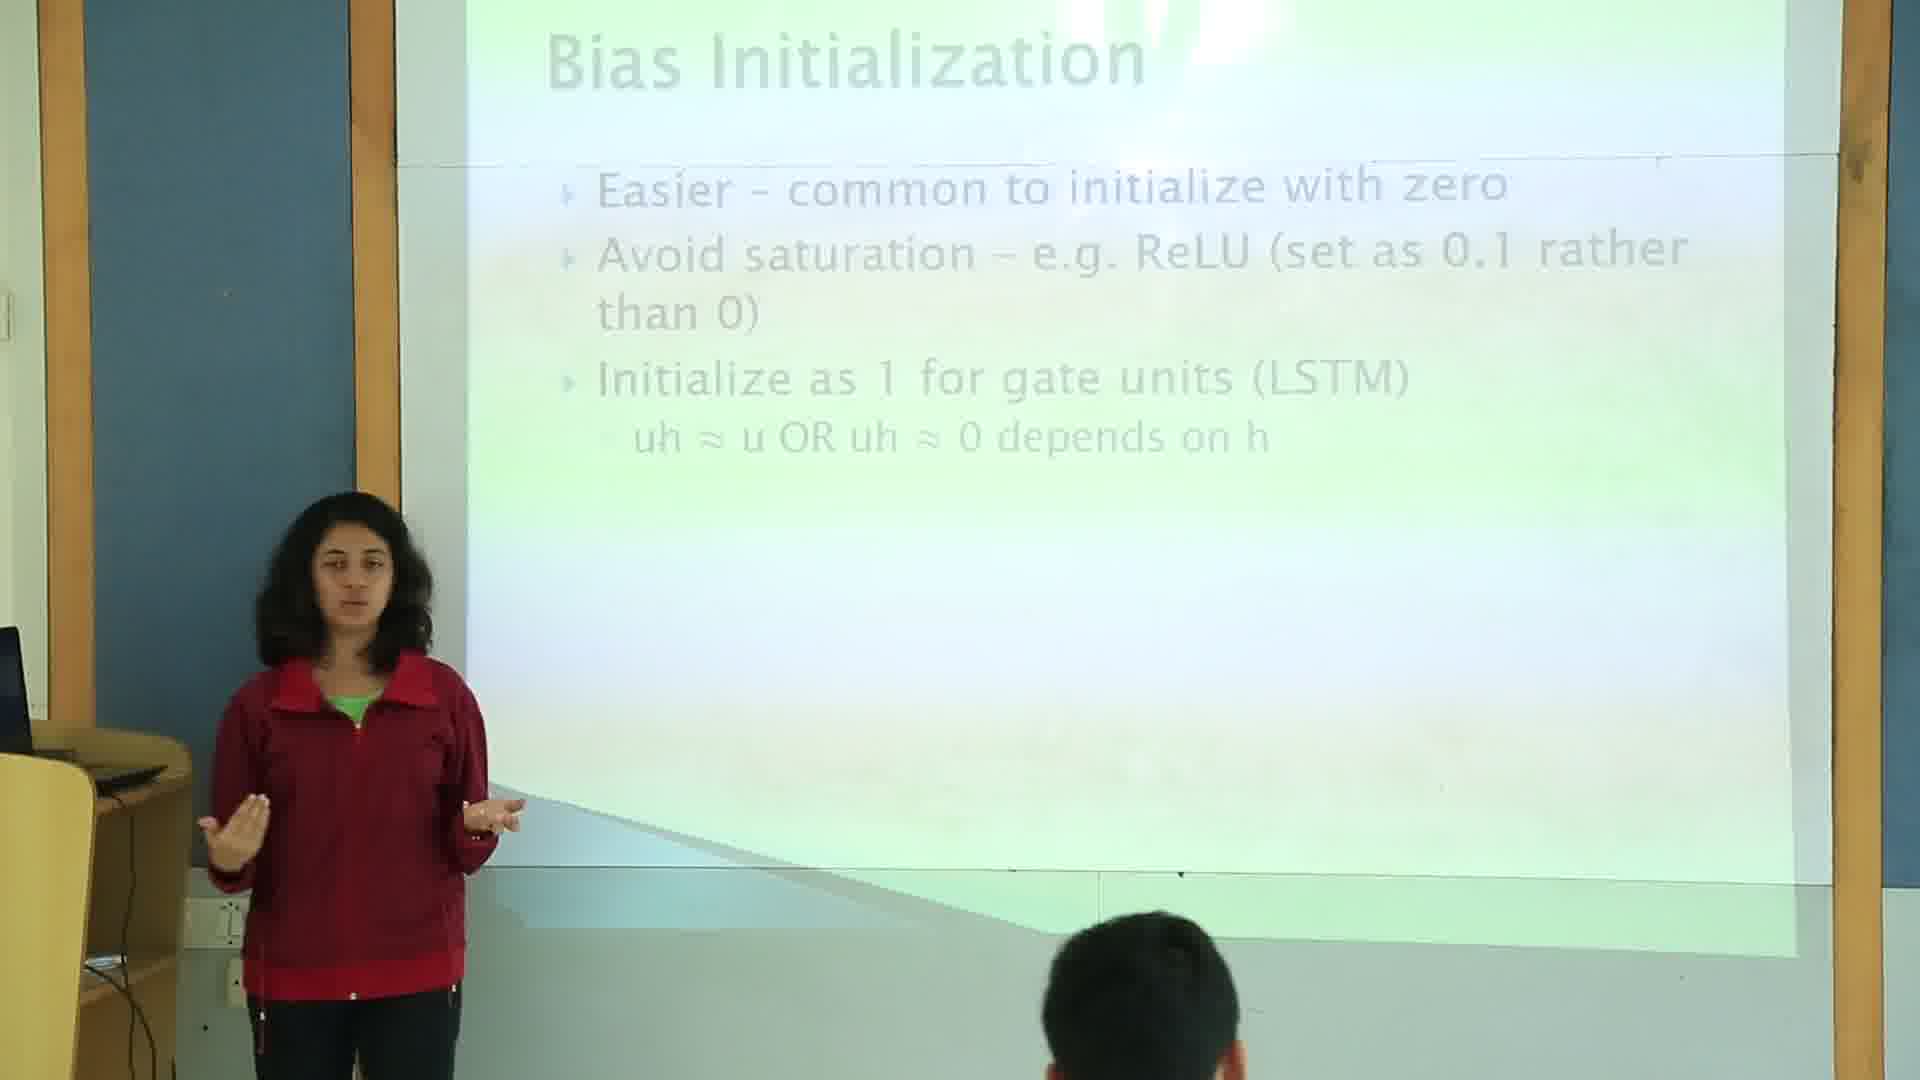 Bias Initialization
Easier – common to initialize with zero
Avoid saturation – e.g. ReLU (set as 0.1 rather
than 0)
Initialize as 1 for gate units (LSTM)
uh ≈ u OR uh ≈ 0 depends on h